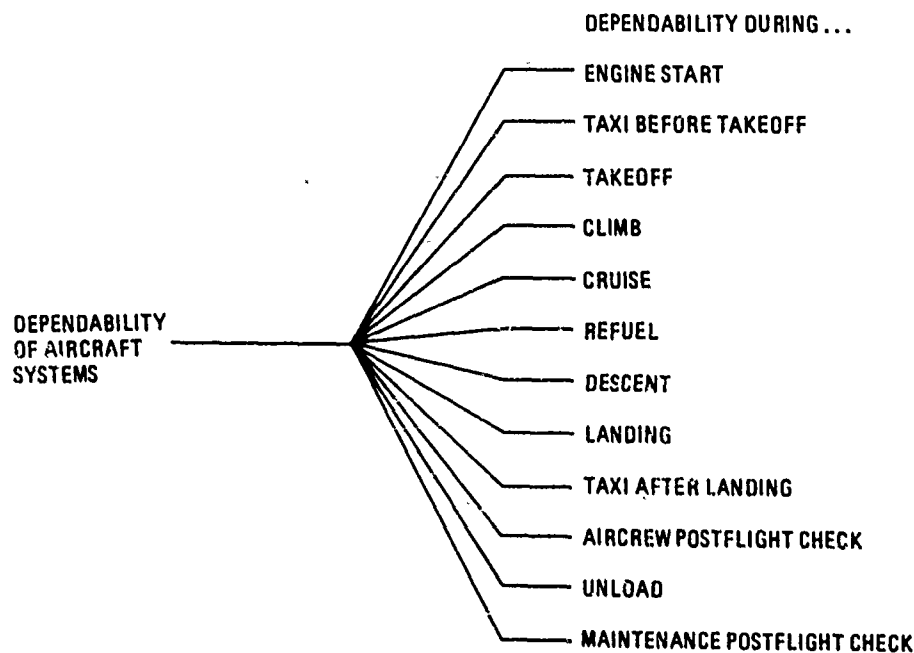 DEPENDABILITY DURING...
ENGINE START
TAXI BEFORE TAKEOFF
TAKEOFF
CLIMB
CRUISE
DEPENDABILITY
OF AIRCRAFT
SYSTEMS
REFUEL
DESCENT
LANDING
TAXI AFTER LANDING
AIRCREW POSTFLIGHT CHECK
UNLOAD
MAINTENANCE POSTFLIGHT CHECK